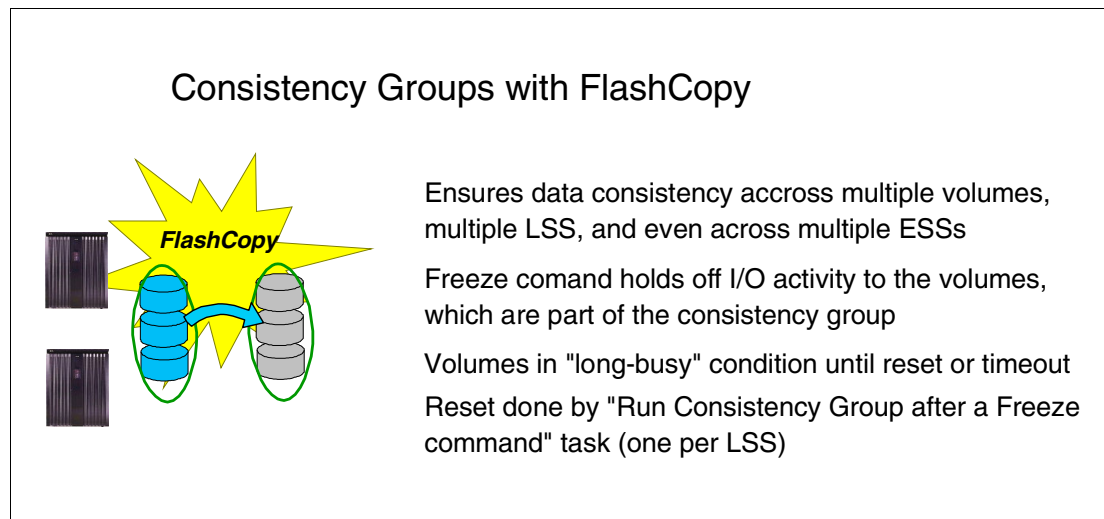 Consistency Groups with FlashCopy
FlashCopy
Ensures data consistency accross multiple volumes,
multiple LSS, and even across multiple ESSs
Freeze comand holds off I/O activity to the volumes,
which are part of the consistency group
Volumes in "long-busy" condition until reset or timeout
Reset done by "Run Consistency Group after a Freeze
command" task (one per LSS)